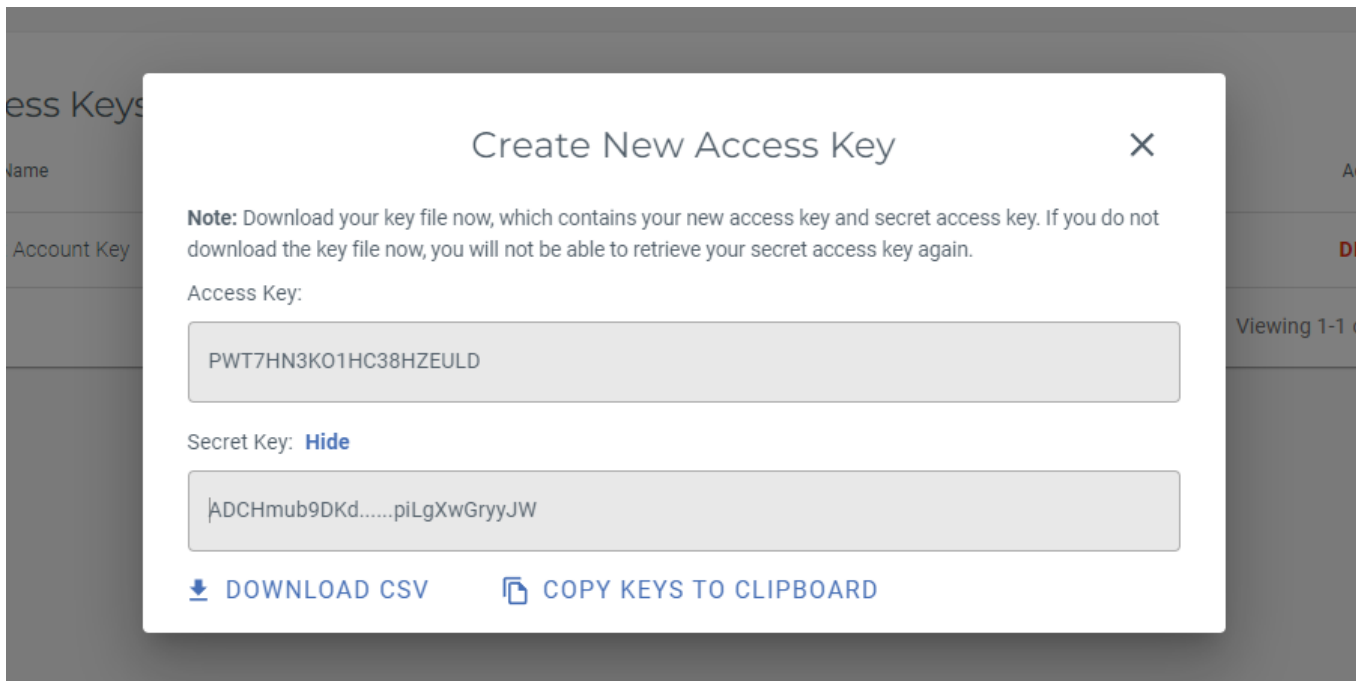 ess Keys
Create New Access Key
Name
Note: Download your key file now, which contains your new access key and secret access key. If you do not
download the key file now, you will not be able to retrieve your secret access key again.
Account Key
Access Key:
Viewing 1-1
PWT7HN3KO1HC38HZEULD
Secret Key: Hide
ADCHmub9DKd......piLgXwGryyJW
DOWNLOAD CSV
COPY KEYS TO CLIPBOARD